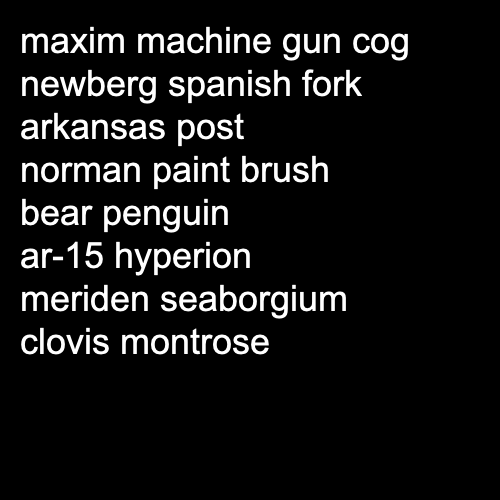 maxim machine gun cog
newberg spanish fork
arkansas post
norman paint brush
bear penguin
ar-15 hyperion
meriden seaborgium
clovis montrose